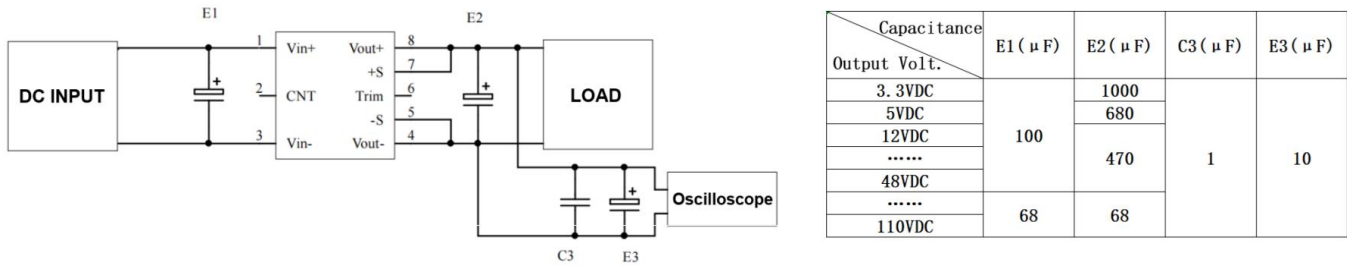 E1
E2
DC INPUT
1
Vin+
Vout+
8
+S
7
2
CNT
Trim
6
-S
5
3
Vin-
Vout-
4
LOAD
+
+
+
Oscilloscope
C3
E3
Capacitance
Output Volt.
E1(μF) E2(μF) C3(μF) E3(μF)
3.3VDC 1000
5VDC 680
12VDC
100
...... 470 1 10
48VDC
......
68 68
110VDC